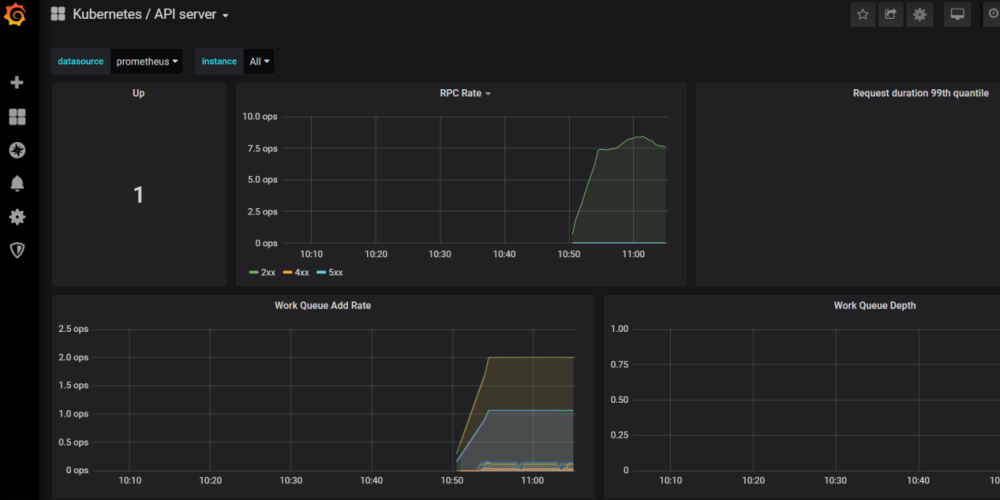 Kubernetes / API server
datasource prometheus instance All
Up
1
RPC Rate
10.0 ops
7.5 ops
5.0 ops
2.5 ops
0 ops
10:10 10:20 10:30 10:40 10:50 11:00
2xx 4xx 5xx
Request duration 99th quantile
Work Queue Add Rate
2.5 ops
2.0 ops
1.5 ops
1.0 ops
0.5 ops
0 ops
10:10 10:20 10:30 10:40 10:50 11:00
Work Queue Depth
1.00
0.75
0.50
0.25
0
10:10 10:20 10:30 10:40